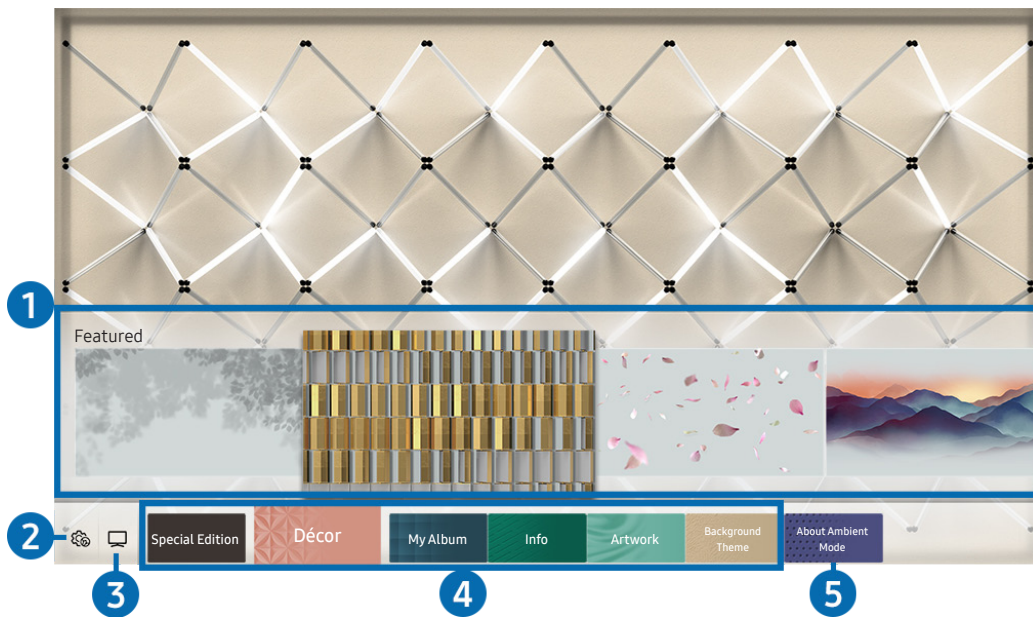 1
Featured
2
3
Special Edition
Décor
My Album
Info
Artwork
Background
Theme
About Ambient
Mode
4
5